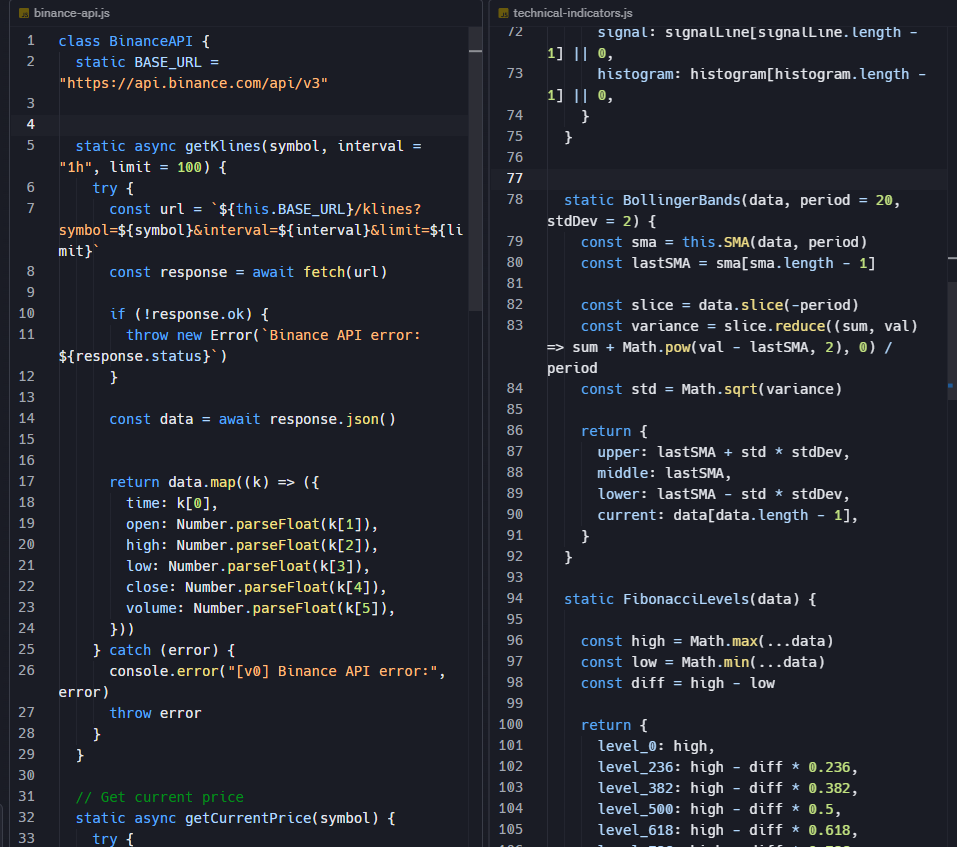 binance-api.js
1 class BinanceAPI {
2 static BASE_URL =
"https://api.binance.com/api/v3"
3
4
5 static async getKlines(symbol, interval =
"1h", limit = 100) {
6 try {
7 const url = `${this.BASE_URL}/klines?
symbol=${symbol}&interval=${interval}&limit=${li
mit}`
8 const response = await fetch(url)
9
10 if (!response.ok) {
11 throw new Error(`Binance API error:
${response.status}`)
12 }
13
14 const data = await response.json()
15
16
17 return data.map((k) => ({
18 time: k[0],
19 open: Number.parseFloat(k[1]),
20 high: Number.parseFloat(k[2]),
21 low: Number.parseFloat(k[3]),
22 close: Number.parseFloat(k[4]),
23 volume: Number.parseFloat(k[5]),
24 }))
25 } catch (error) {
26 console.error("[v0] Binance API error:",
error)
27 throw error
28 }
29 }
30
31 // Get current price
32 static async getCurrentPrice(symbol) {
33 try {
technical-indicators.js
72 signal: signalLine[signalLine.length -
1] || 0,
73 histogram: histogram[histogram.length -
1] || 0,
74 }
75 }
76
77
78 static BollingerBands(data, period = 20,
stdDev = 2) {
79 const sma = this.SMA(data, period)
80 const lastSMA = sma[sma.length - 1]
81
82 const slice = data.slice(-period)
83 const variance = slice.reduce((sum, val)
=> sum + Math.pow(val - lastSMA, 2), 0) /
period
84 const std = Math.sqrt(variance)
85
86 return {
87 upper: lastSMA + std * stdDev,
88 middle: lastSMA,
89 lower: lastSMA - std * stdDev,
90 current: data[data.length - 1],
91 }
92 }
93
94 static FibonacciLevels(data) {
95
96 const high = Math.max(...data)
97 const low = Math.min(...data)
98 const diff = high - low
99
100 return {
101 level_0: high,
102 level_236: high - diff * 0.236,
103 level_382: high - diff * 0.382,
104 level_500: high - diff * 0.5,
105 level_618: high - diff * 0.618,